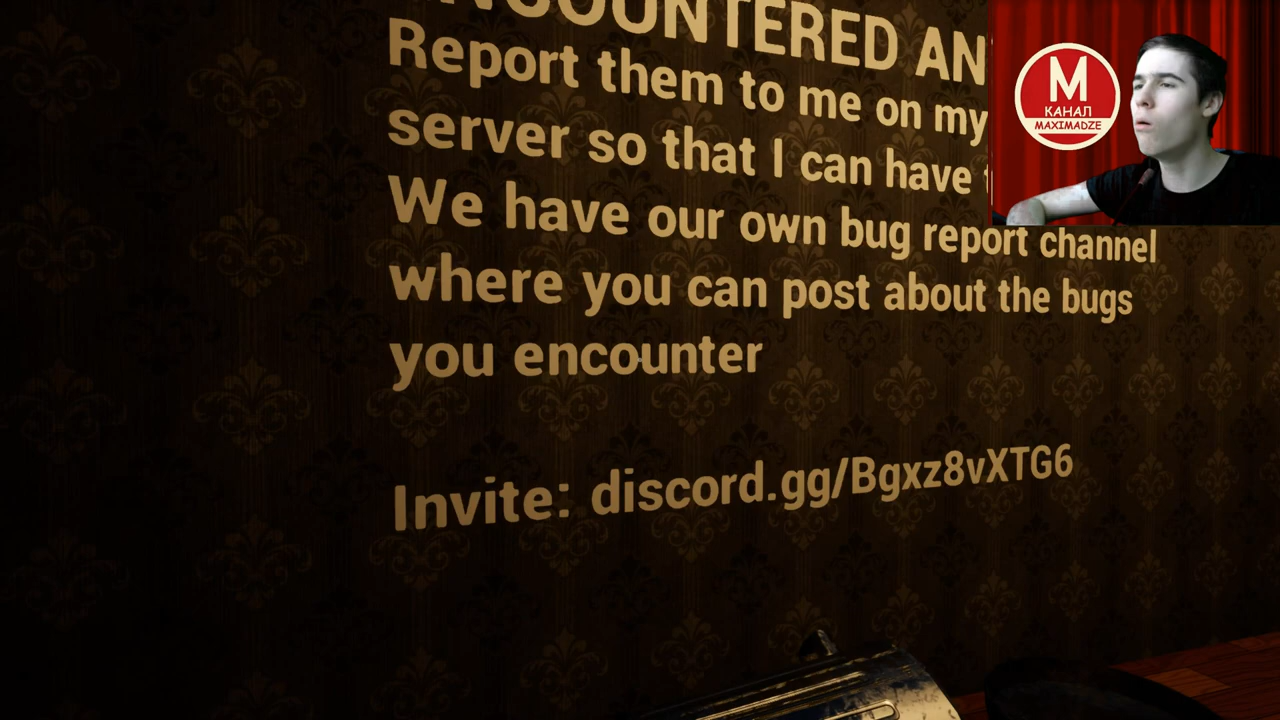 ENCOUNTERED AN
Report them to me on my
server so that I can have
We have our own bug report channel
where you can post about the bugs
you encounter
Invite: discord.gg/Bgxz8vXTG6
M
КАНАЛ
MAXIMADZE